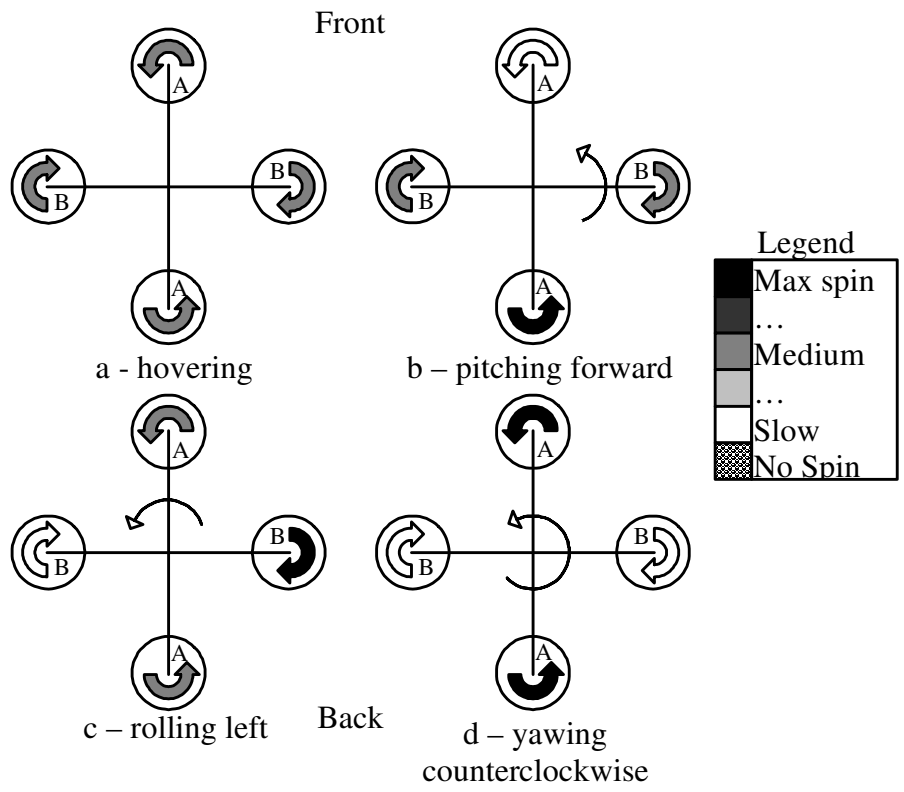 Front
A
A
B
B
B
B
A
A
a - hovering
b – pitching forward
Legend
Max spin
…
Medium
…
Slow
No Spin
A
A
B
B
B
B
A
A
c – rolling left
Back
d – yawing
counterclockwise